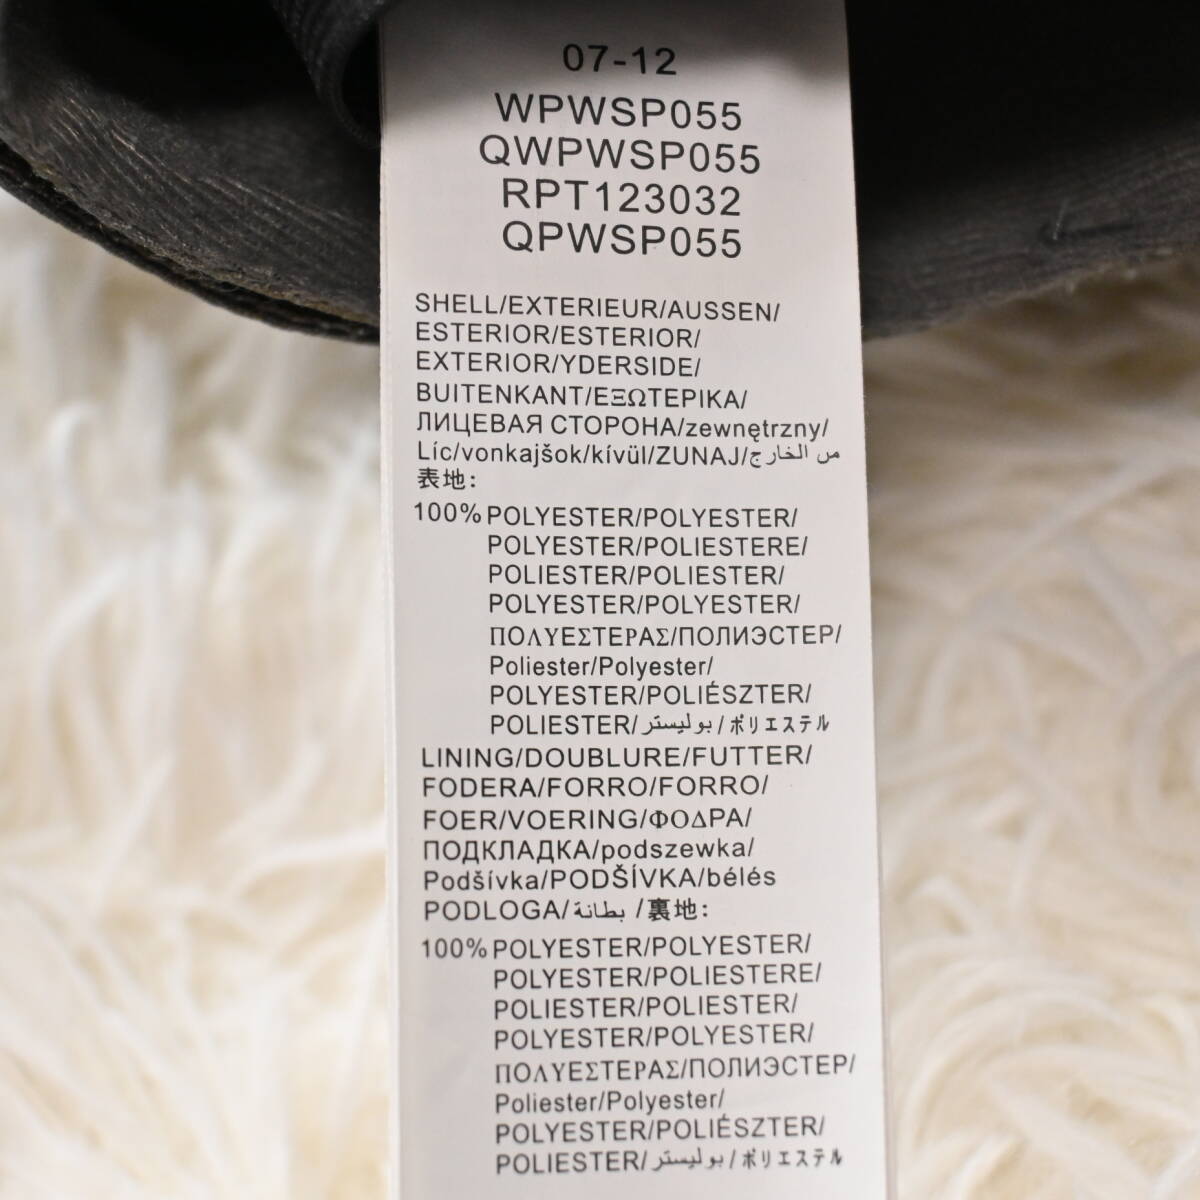 07-12
WPWSP055
QWPWSP055
RPT123032
QPWSP055
SHELL/EXTERIEUR/AUSSEN/
ESTERIOR/ESTERIOR/
EXTERIOR/YDERSIDE/
BUITENKANT/ΕΞΩΤΕΡΙΚΑ/
ЛИЦЕВАЯ СТОРОНА/zewnętrzny/
Líc/vonkajšok/kívül/ZUNAJ/من الخارج
表地:
100% POLYESTER/POLYESTER/
POLYESTER/POLIESTERE/
POLIESTER/POLIESTER/
POLYESTER/POLYESTER/
ΠΟΛΥΕΣΤΕΡΑΣ/ПОЛИЭСТЕР/
Poliester/Polyester/
POLYESTER/POLIÉSZTER/
POLIESTER/بوليستر/ポリエステル
LINING/DOUBLURE/FUTTER/
FODERA/FORRO/FORRO/
FOER/VOERING/ΦΟΔΡΑ/
ПОДКЛАДКА/podszewka/
Podšívka/PODŠÍVKA/bélés
PODLOGA/بطانة/裏地:
100% POLYESTER/POLYESTER/
POLYESTER/POLIESTERE/
POLIESTER/POLIESTER/
POLYESTER/POLYESTER/
ΠΟΛΥΕΣΤΕΡΑΣ/ПОЛИЭСТЕР/
Poliester/Polyester/
POLYESTER/POLIÉSZTER/
POLIESTER/بوليستر/ポリエステル